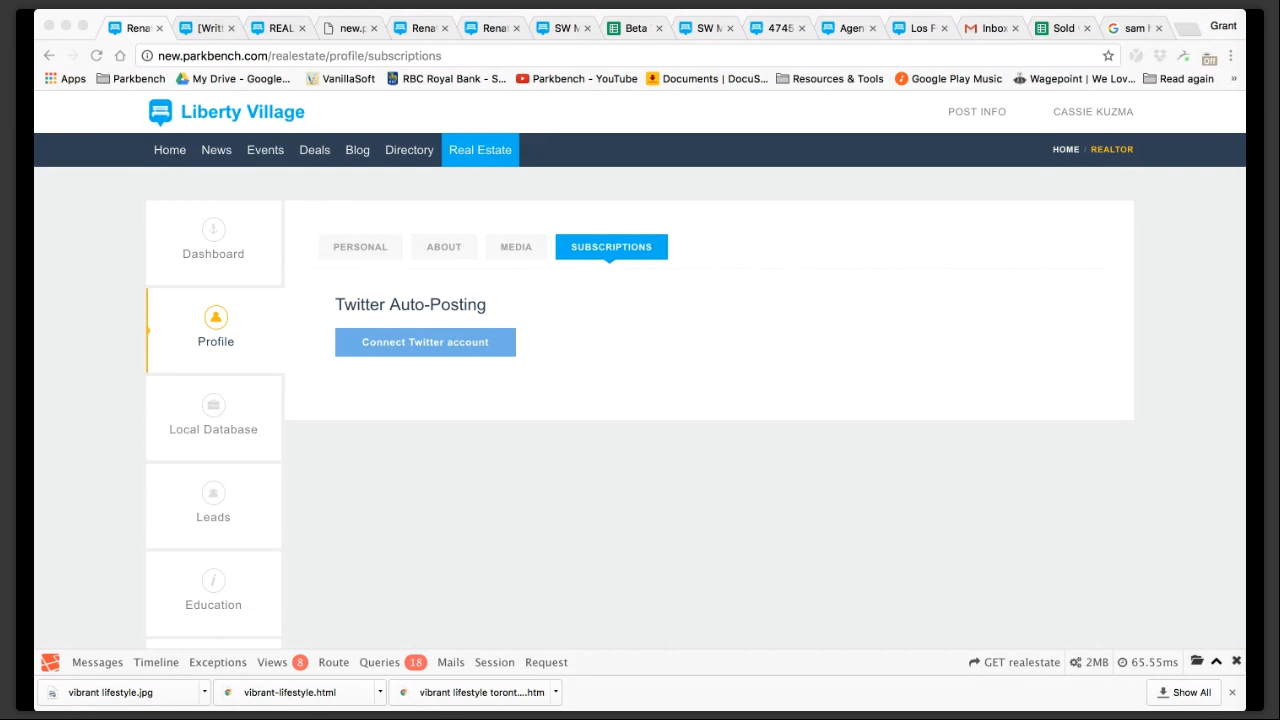 Rena
[Writt
REAL
new.p
Rena
Rena
SW M
Beta
SW M
4745
Agen
Los F
Inbox
Sold
sam
Grant
new.parkbench.com/realestate/profile/subscriptions
Off
Apps
Parkbench
My Drive - Google...
VanillaSoft
RBC Royal Bank - S...
Parkbench - YouTube
Documents | DocuS...
Resources & Tools
Google Play Music
Wagepoint | We Lov...
Read again
»
Liberty Village
POST INFO
CASSIE KUZMA
Home
News
Events
Deals
Blog
Directory
Real Estate
HOME / REALTOR
Dashboard
Profile
Local Database
Leads
Education
PERSONAL
ABOUT
MEDIA
SUBSCRIPTIONS
Twitter Auto-Posting
Connect Twitter account
Messages
Timeline
Exceptions
Views 8
Route
Queries 18
Mails
Session
Request
GET realestate
2MB
65.55ms
vibrant lifestyle.jpg
vibrant-lifestyle.html
vibrant lifestyle toront....htm
Show All